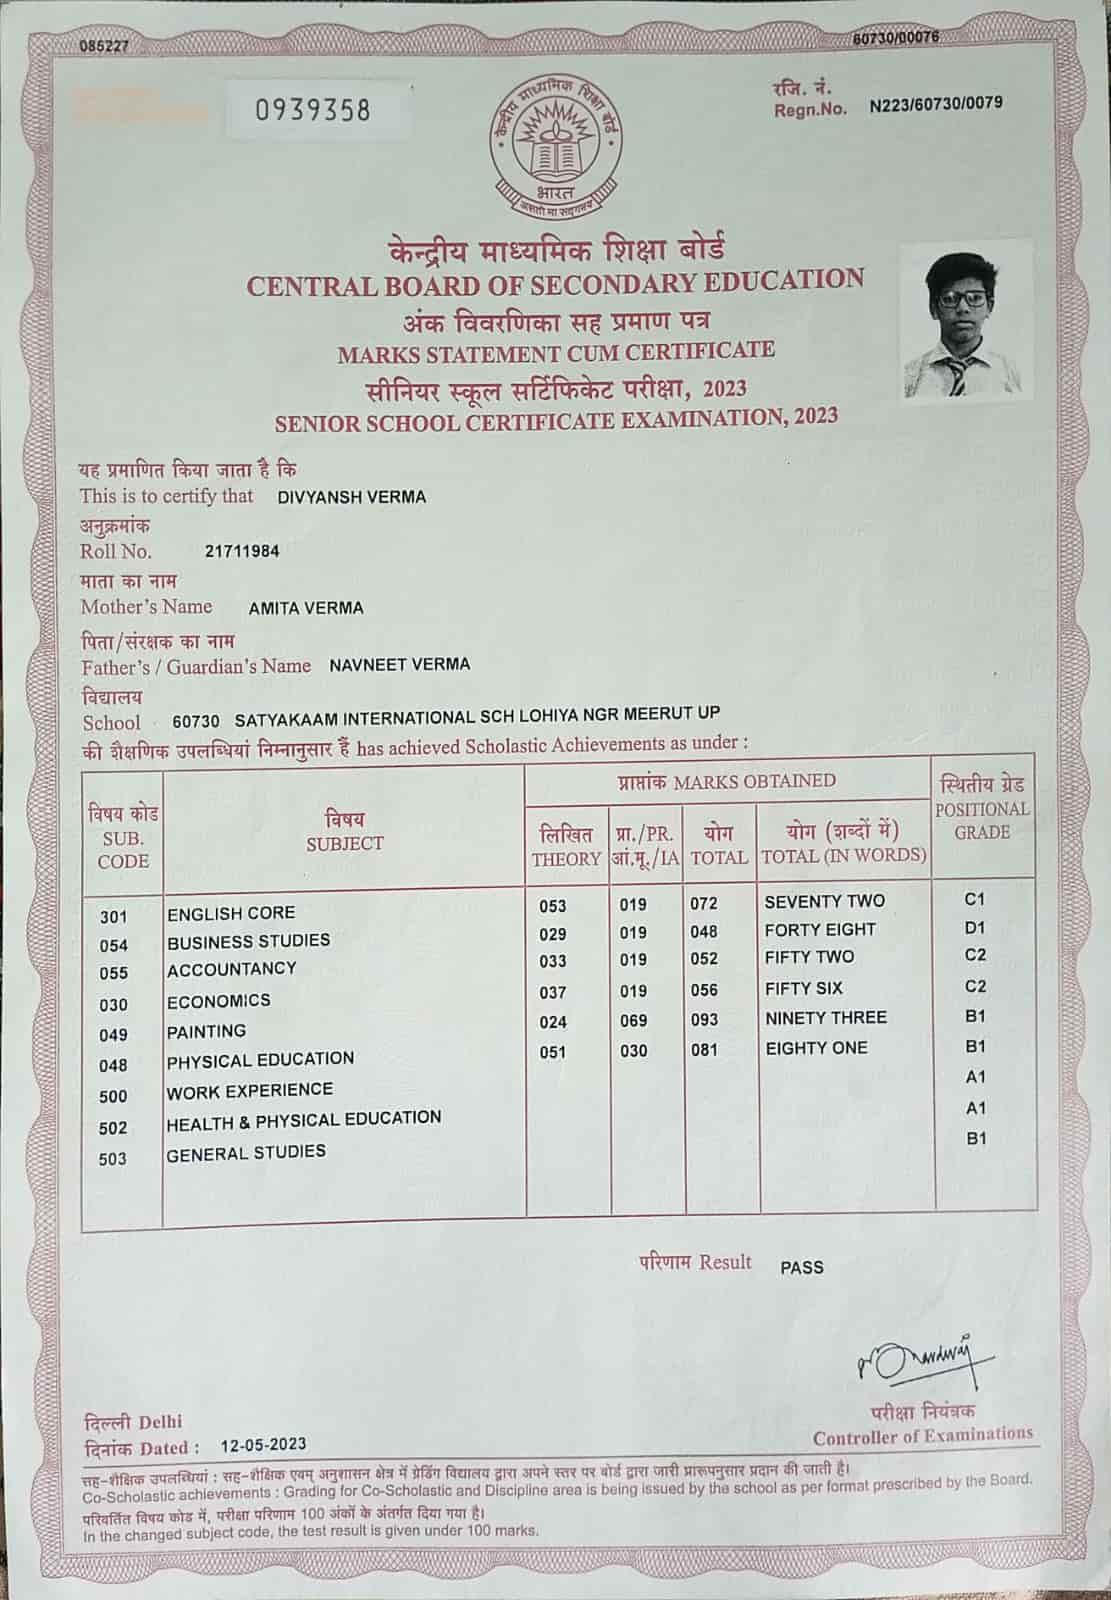 085227
60730/00076
0939358
रजि. नं.
Regn.No. N223/60730/0079
केन्द्रीय माध्यमिक शिक्षा बोर्ड
भारत
असतो मा सद्गमय
केन्द्रीय माध्यमिक शिक्षा बोर्ड
CENTRAL BOARD OF SECONDARY EDUCATION
अंक विवरणिका सह प्रमाण पत्र
MARKS STATEMENT CUM CERTIFICATE
सीनियर स्कूल सर्टिफिकेट परीक्षा, 2023
SENIOR SCHOOL CERTIFICATE EXAMINATION, 2023
यह प्रमाणित किया जाता है कि
This is to certify that DIVYANSH VERMA
अनुक्रमांक
Roll No. 21711984
माता का नाम
Mother's Name AMITA VERMA
पिता/संरक्षक का नाम
Father's / Guardian's Name NAVNEET VERMA
विद्यालय
School 60730 SATYAKAAM INTERNATIONAL SCH LOHIYA NGR MEERUT UP
की शैक्षणिक उपलब्धियां निम्नानुसार हैं has achieved Scholastic Achievements as under :
विषय कोड SUB. CODE
विषय SUBJECT
प्राप्तांक MARKS OBTAINED
लिखित THEORY
प्रा./PR. आं.मू./IA
योग TOTAL
योग (शब्दों में) TOTAL (IN WORDS)
स्थितीय ग्रेड POSITIONAL GRADE
301 ENGLISH CORE 053 019 072 SEVENTY TWO C1
054 BUSINESS STUDIES 029 019 048 FORTY EIGHT D1
055 ACCOUNTANCY 033 019 052 FIFTY TWO C2
030 ECONOMICS 037 019 056 FIFTY SIX C2
049 PAINTING 024 069 093 NINETY THREE B1
048 PHYSICAL EDUCATION 051 030 081 EIGHTY ONE B1
500 WORK EXPERIENCE A1
502 HEALTH & PHYSICAL EDUCATION A1
503 GENERAL STUDIES B1
परिणाम Result PASS
दिल्ली Delhi
दिनांक Dated : 12-05-2023
परीक्षा नियंत्रक
Controller of Examinations
सह-शैक्षिक उपलब्धियां : सह-शैक्षिक एवम् अनुशासन क्षेत्र में ग्रेडिंग विद्यालय द्वारा अपने स्तर पर बोर्ड द्वारा जारी प्रारूपनुसार प्रदान की जाती है।
Co-Scholastic achievements : Grading for Co-Scholastic and Discipline area is being issued by the school as per format prescribed by the Board.
परिवर्तित विषय कोड में, परीक्षा परिणाम 100 अंकों के अंतर्गत दिया गया है।
In the changed subject code, the test result is given under 100 marks.